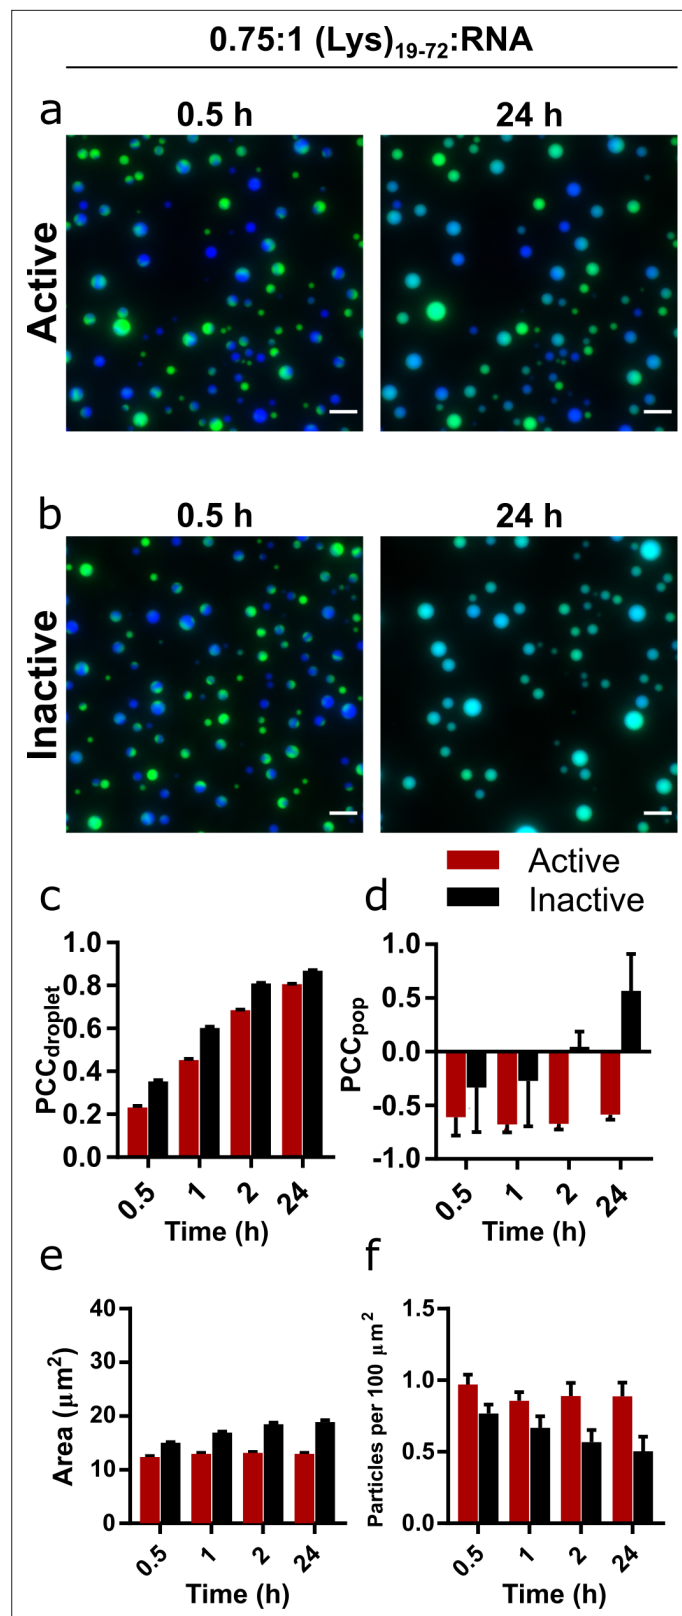 0.75:1 (Lys)19-72:RNA
a
0.5 h
24 h
Active
b
0.5 h
24 h
Inactive
Active
Inactive
c
PCCdroplet
1.0
0.8
0.6
0.4
0.2
0.0
0.5
1
2
24
Time (h)
d
PCCpop
1.0
0.5
0.0
-0.5
-1.0
0.5
1
2
24
Time (h)
e
Area (μm²)
40
30
20
10
0
0.5
1
2
24
Time (h)
f
Particles per 100 μm²
1.5
1.0
0.5
0.0
0.5
1
2
24
Time (h)